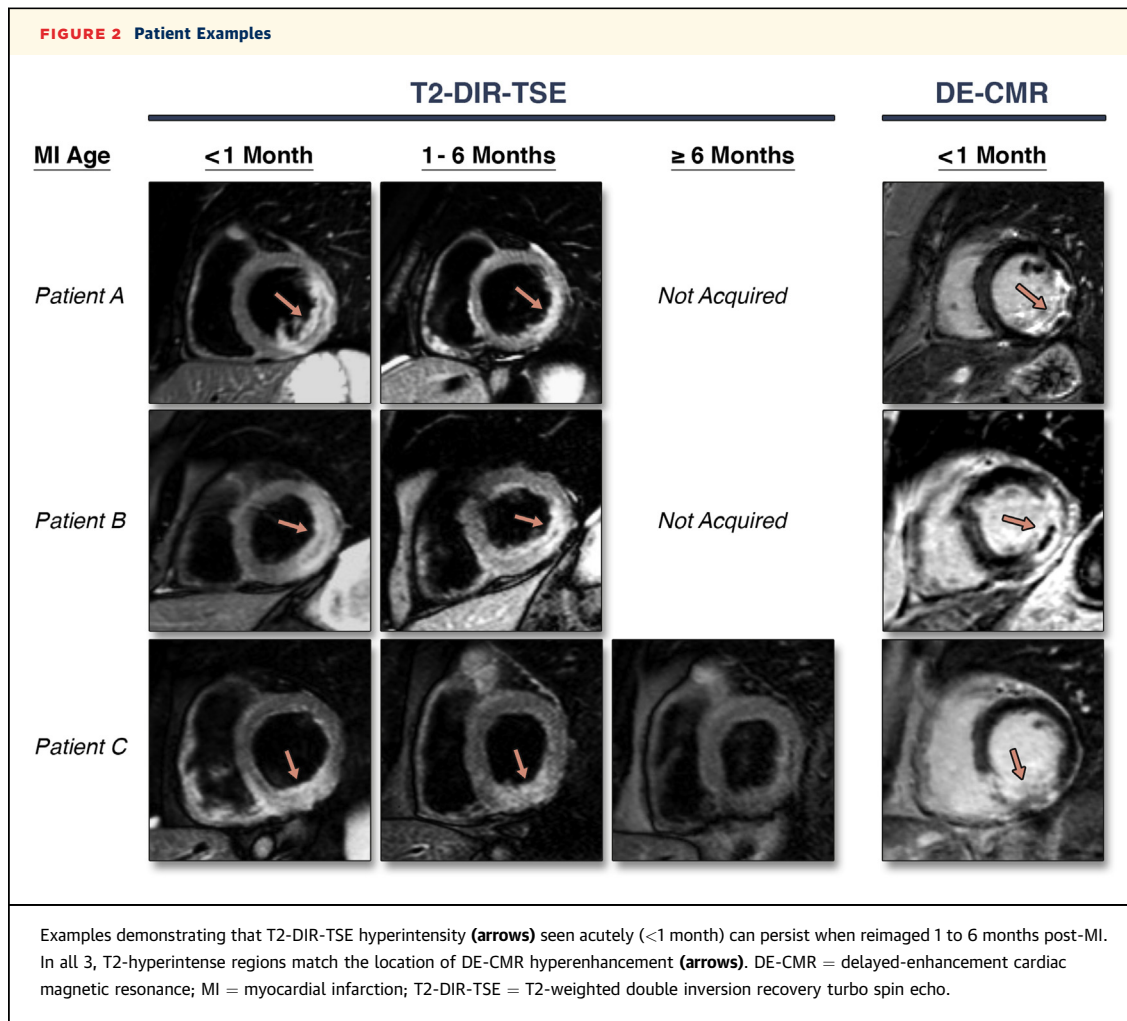 FIGURE 2 Patient Examples
T2-DIR-TSE DE-CMR
MI Age <1 Month 1 - 6 Months ≥ 6 Months <1 Month
Patient A Not Acquired
Patient B Not Acquired
Patient C
Examples demonstrating that T2-DIR-TSE hyperintensity (arrows) seen acutely (<1 month) can persist when reimaged 1 to 6 months post-MI.
In all 3, T2-hyperintense regions match the location of DE-CMR hyperenhancement (arrows). DE-CMR = delayed-enhancement cardiac
magnetic resonance; MI = myocardial infarction; T2-DIR-TSE = T2-weighted double inversion recovery turbo spin echo.